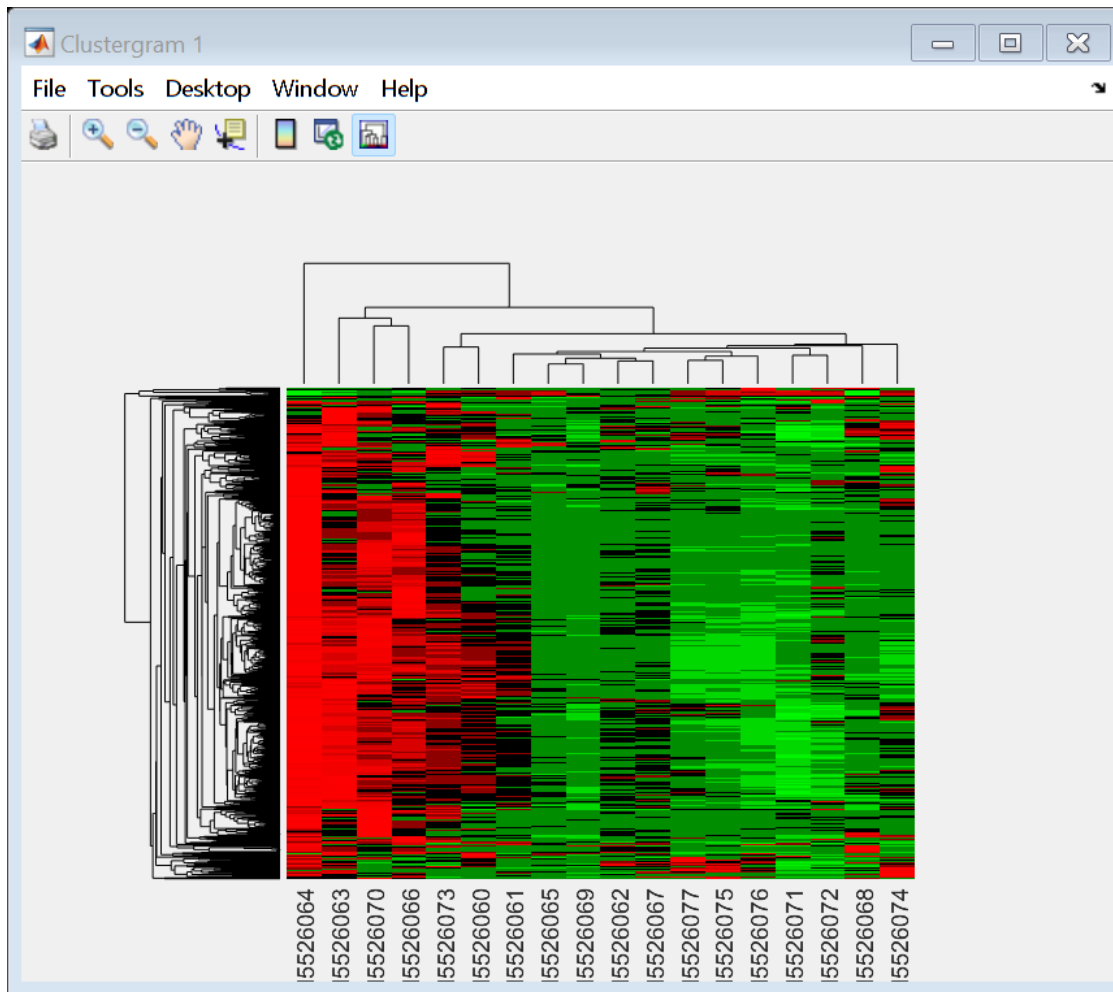 Clustergram 1
File Tools Desktop Window Help
I5526064
I5526063
I5526070
I5526066
I5526073
I5526060
I5526061
I5526065
I5526069
I5526062
I5526067
I5526077
I5526075
I5526076
I5526071
I5526072
I5526068
I5526074